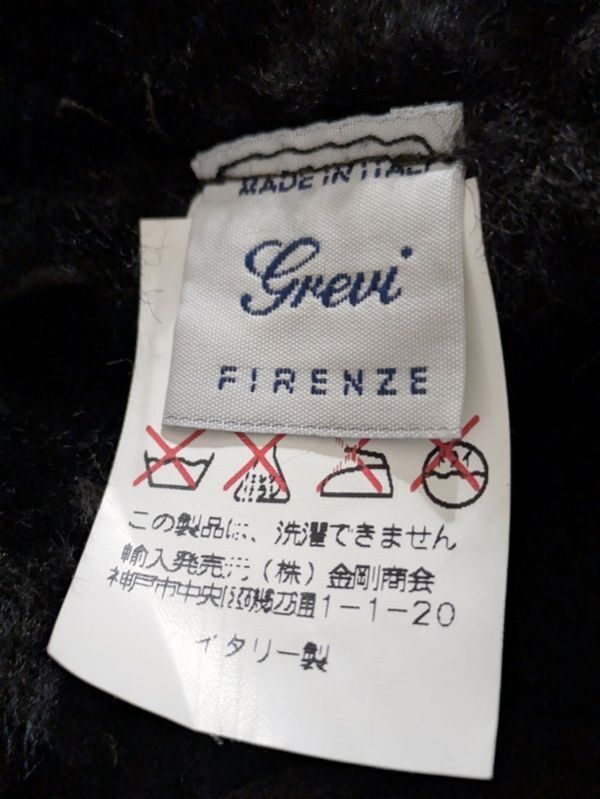 MADE IN ITALY
Grevi
FIRENZE
この製品は、洗濯できません
輸入発売元（株）金剛商会
神戸市中央区磯辺通1-1-20
イタリー製